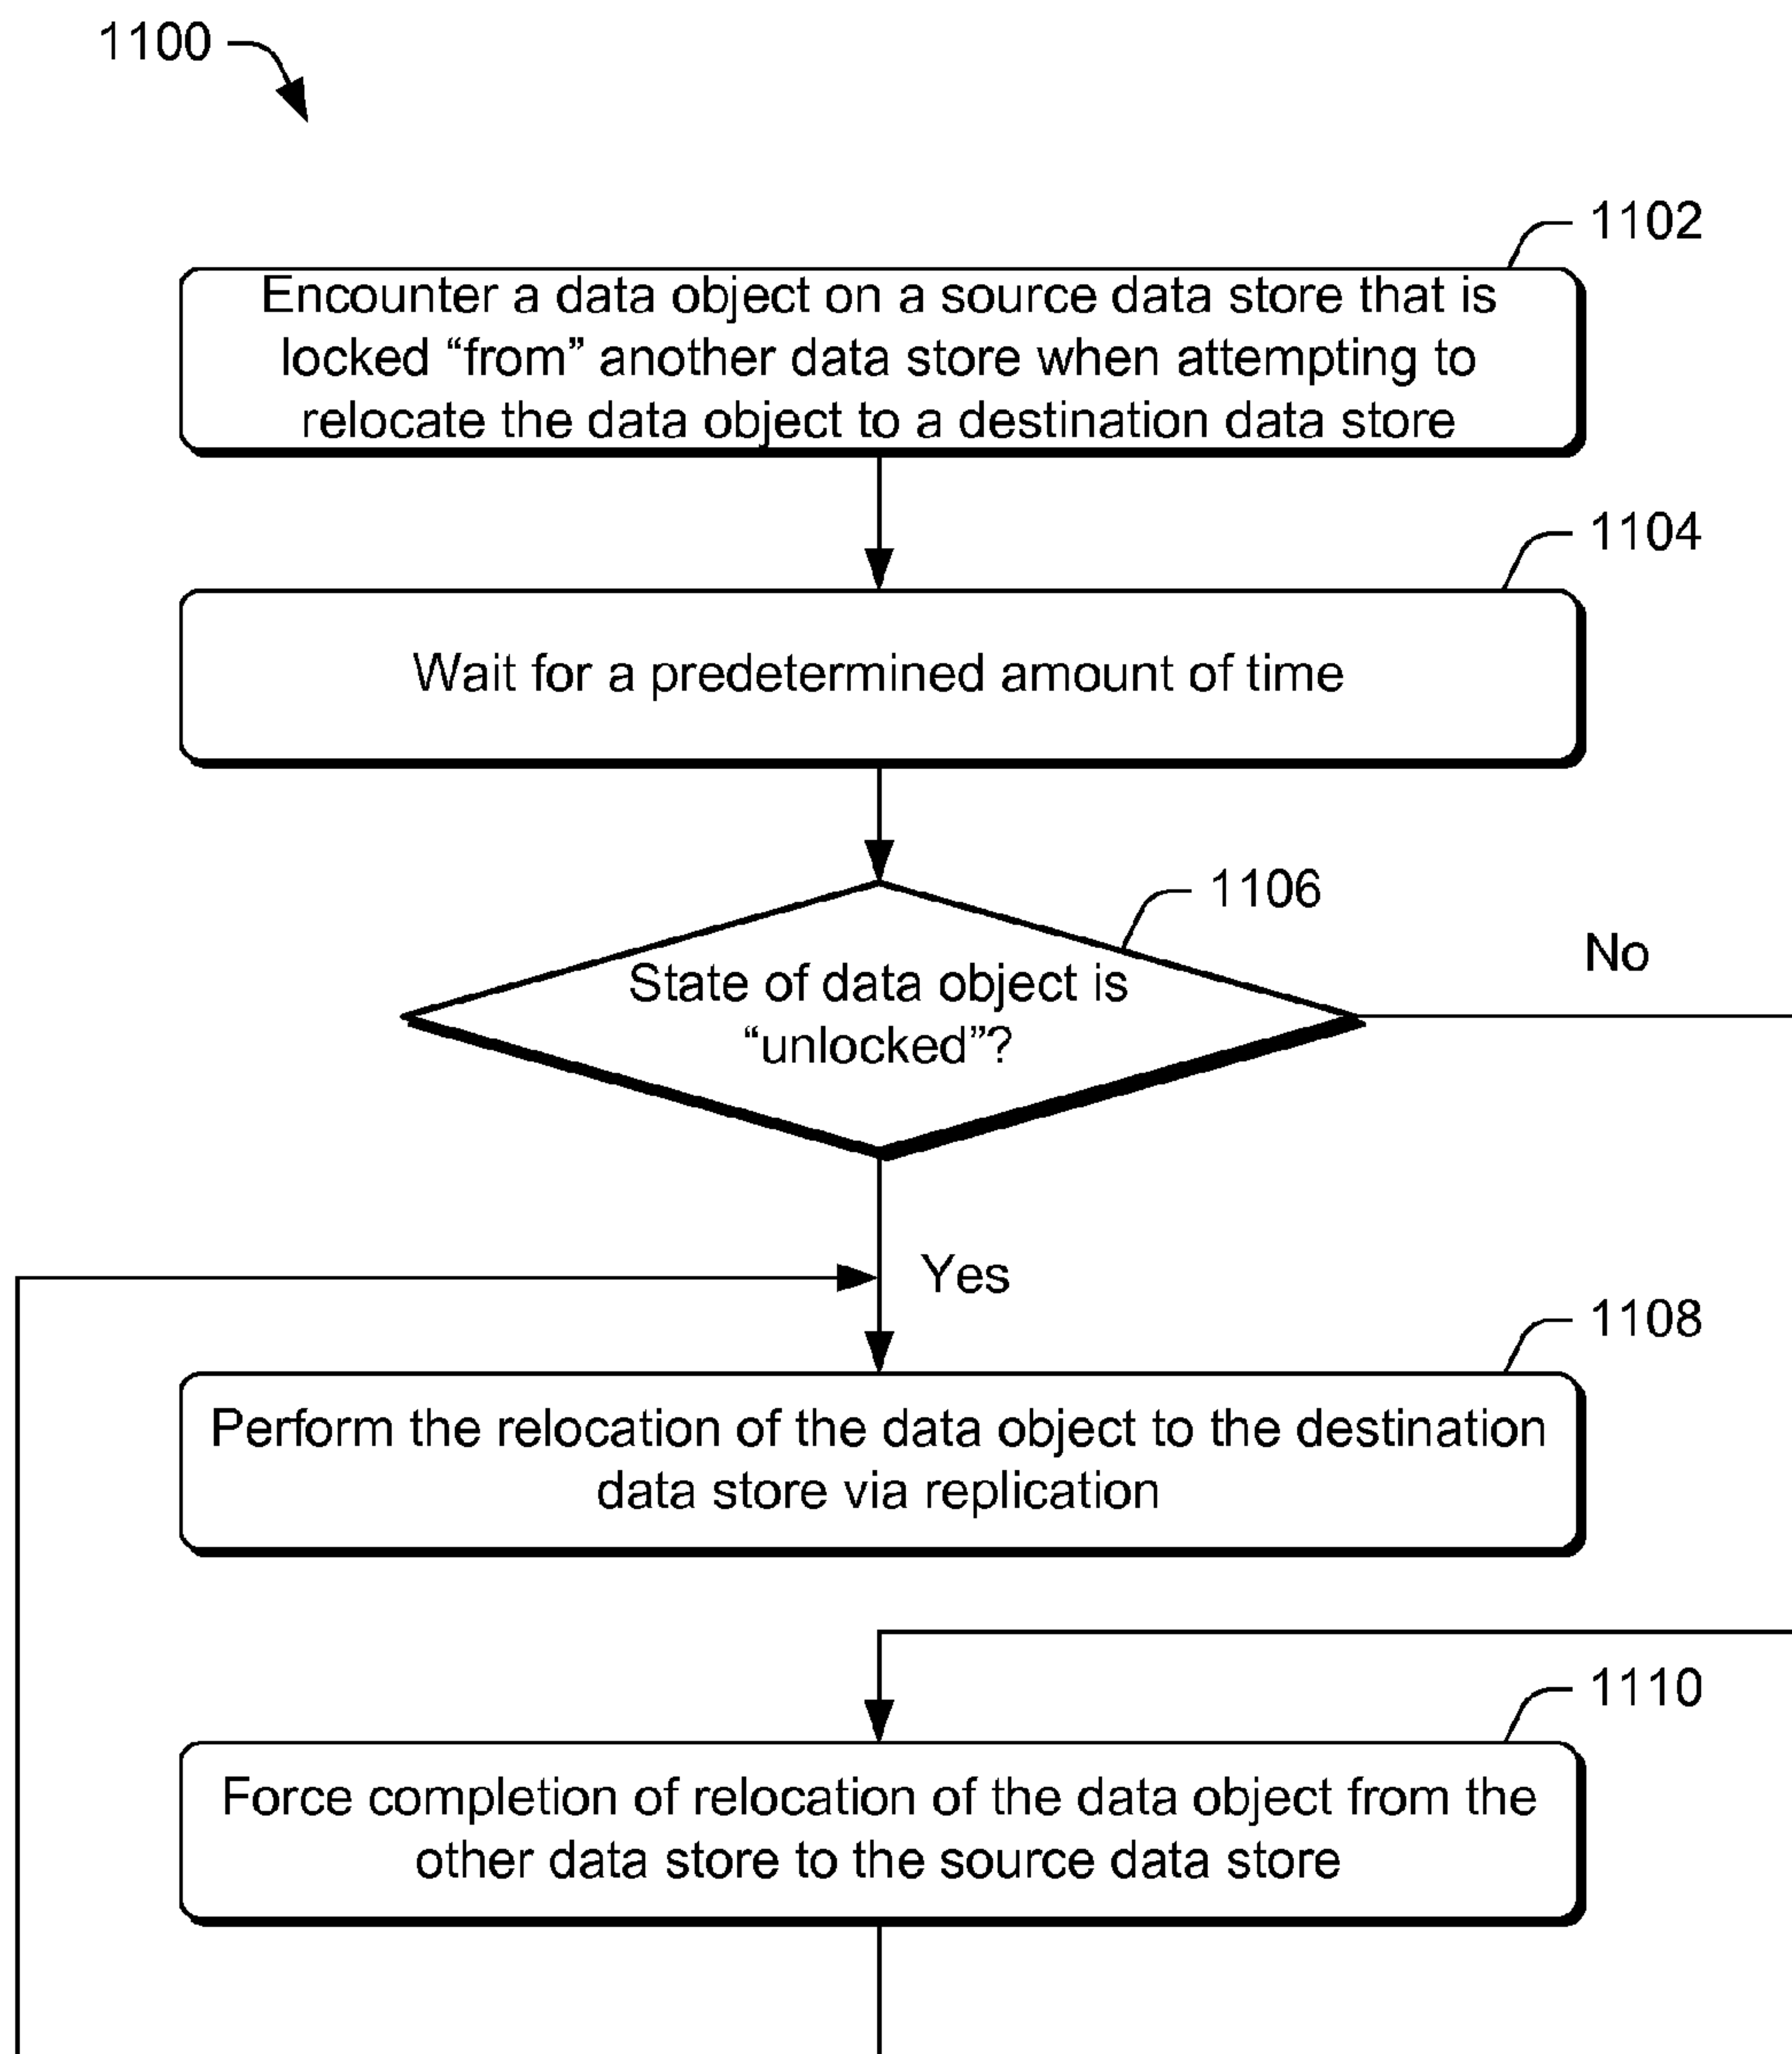 1100
1102
Encounter a data object on a source data store that is
locked “from” another data store when attempting to
relocate the data object to a destination data store
1104
Wait for a predetermined amount of time
1106
State of data object is
“unlocked”?
No
Yes
1108
Perform the relocation of the data object to the destination
data store via replication
1110
Force completion of relocation of the data object from the
other data store to the source data store